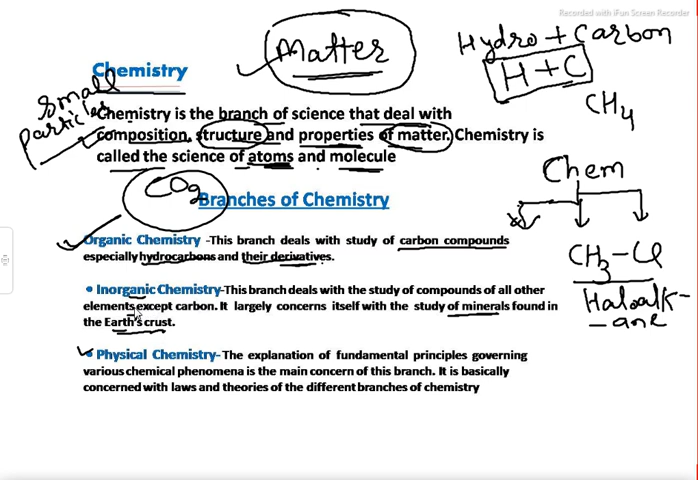 Recorded with iFun Screen Recorder
Matter
Hydro + Carbon
H + C
CH4
Chemistry
Small
Particles
Chemistry is the branch of science that deal with
composition, structure and properties of matter. Chemistry is
called the science of atoms and molecule
Chem
CO2
Branches of Chemistry
Organic Chemistry -This branch deals with study of carbon compounds
especially hydrocarbons and their derivatives.
CH3-Cl
Haloalk-
-ane
• Inorganic Chemistry-This branch deals with the study of compounds of all other
elements except carbon. It largely concerns itself with the study of minerals found in
the Earth's crust.
• Physical Chemistry-The explanation of fundamental principles governing
various chemical phenomena is the main concern of this branch. It is basically
concerned with laws and theories of the different branches of chemistry